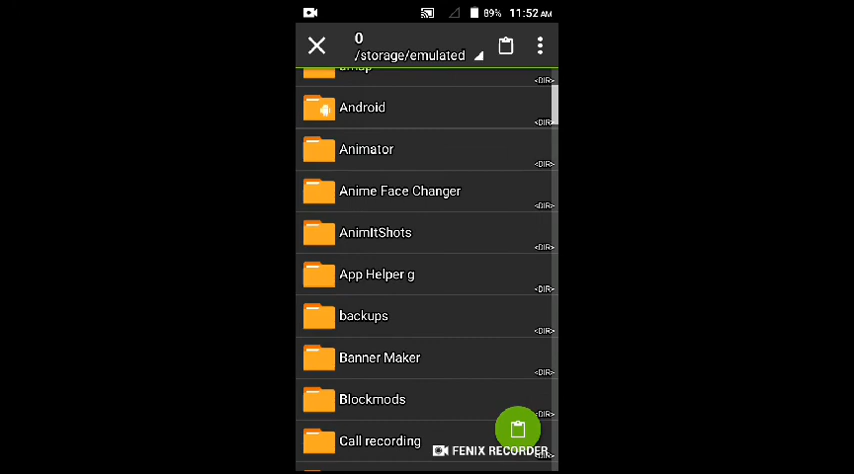 89% 11:52 AM
0
/storage/emulated
<DIR>
Android
<DIR>
Animator
<DIR>
Anime Face Changer
<DIR>
AnimItShots
<DIR>
App Helper g
<DIR>
backups
<DIR>
Banner Maker
<DIR>
Blockmods
<DIR>
Call recording
FENIX RECORDER